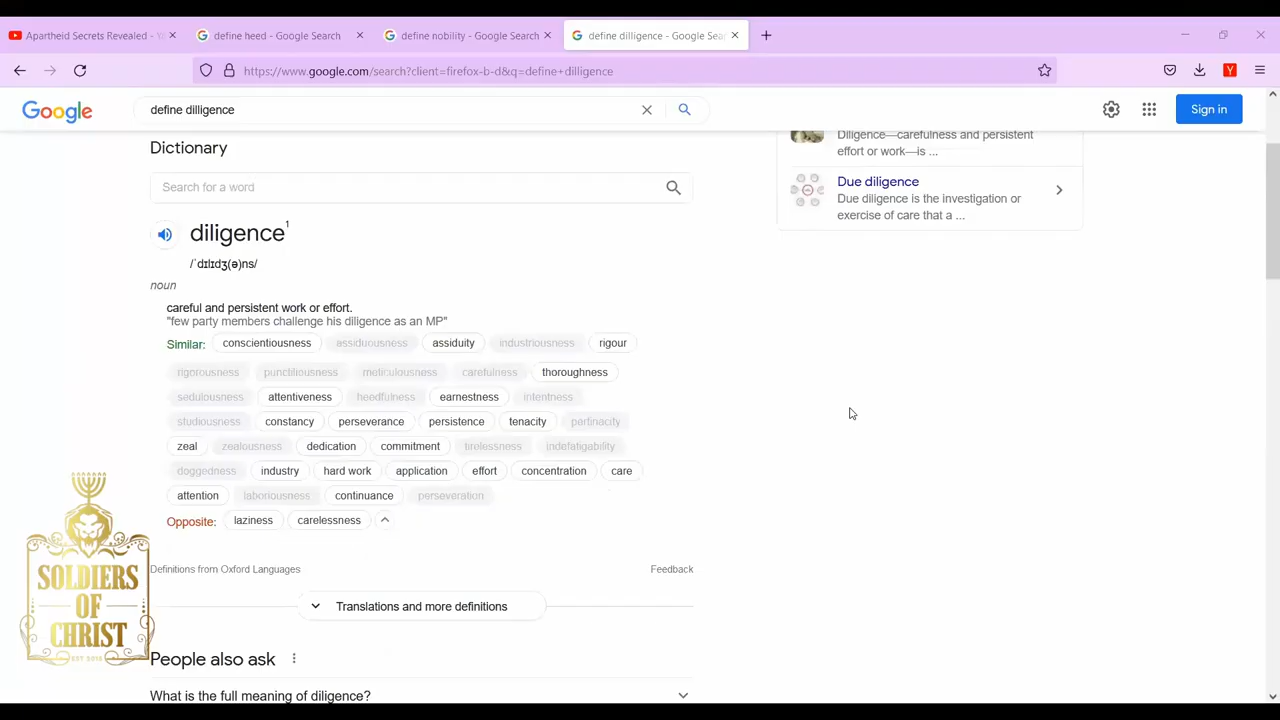 Apartheid Secrets Revealed - Y
define heed - Google Search
define nobility - Google Search
define dilligence - Google Sea
https://www.google.com/search?client=firefox-b-d&q=define+dilligence
Google
define dilligence
Sign in
Dictionary
Search for a word
diligence1
/ˈdɪlɪdʒ(ə)ns/
noun
careful and persistent work or effort.
"few party members challenge his diligence as an MP"
Similar: conscientiousness assiduousness assiduity industriousness rigour
rigorousness punctiliousness meticulousness carefulness thoroughness
sedulousness attentiveness heedfulness earnestness intentness
studiousness constancy perseverance persistence tenacity pertinacity
zeal zealousness dedication commitment tirelessness indefatigability
doggedness industry hard work application effort concentration care
attention laboriousness continuance perseveration
Opposite: laziness carelessness
Definitions from Oxford Languages
Feedback
Translations and more definitions
People also ask
What is the full meaning of diligence?
Diligence—carefulness and persistent
effort or work—is ...
Due diligence
Due diligence is the investigation or
exercise of care that a ...
SOLDIERS
OF
CHRIST
EST 2012